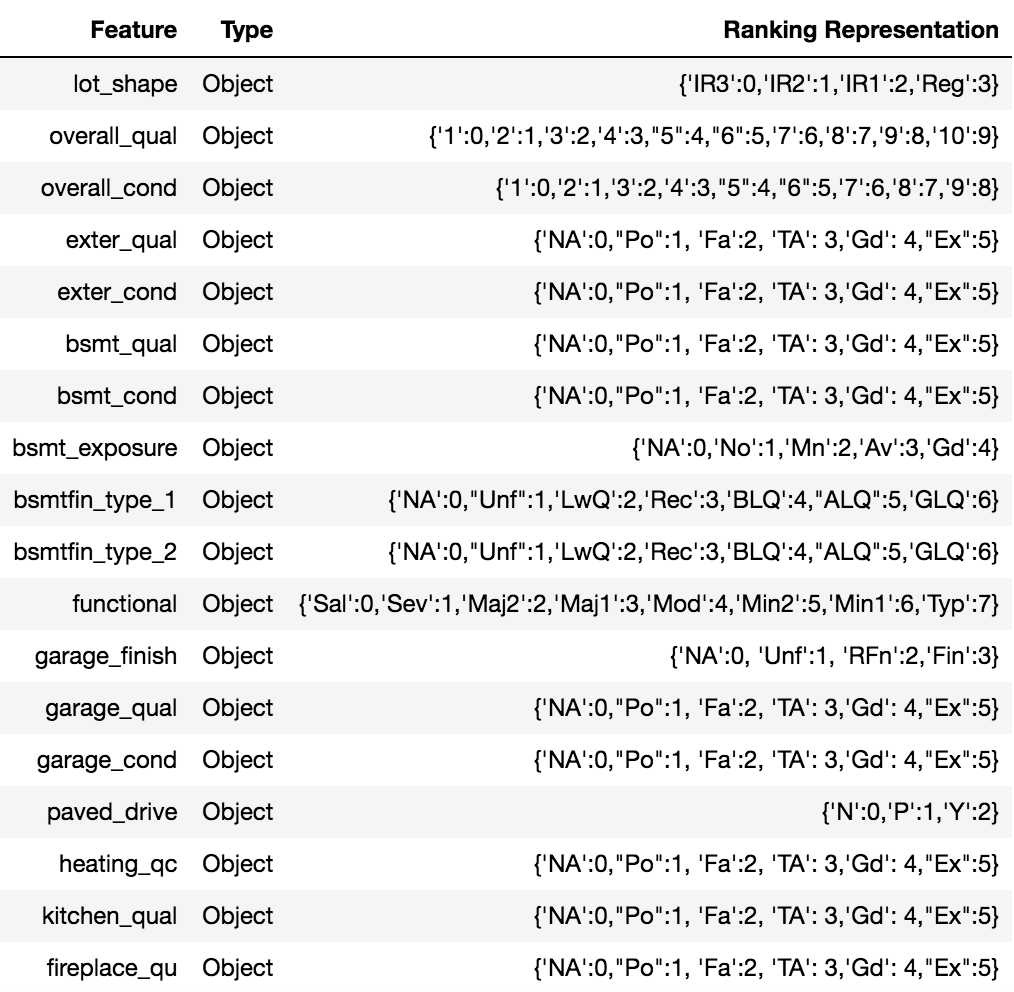 Feature Type Ranking Representation
lot_shape Object {'IR3':0,'IR2':1,'IR1':2,'Reg':3}
overall_qual Object {'1':0,'2':1,'3':2,'4':3,"5":4,"6":5,'7':6,'8':7,'9':8,'10':9}
overall_cond Object {'1':0,'2':1,'3':2,'4':3,"5":4,"6":5,'7':6,'8':7,'9':8}
exter_qual Object {'NA':0,"Po":1, 'Fa':2, 'TA': 3,'Gd': 4,"Ex":5}
exter_cond Object {'NA':0,"Po":1, 'Fa':2, 'TA': 3,'Gd': 4,"Ex":5}
bsmt_qual Object {'NA':0,"Po":1, 'Fa':2, 'TA': 3,'Gd': 4,"Ex":5}
bsmt_cond Object {'NA':0,"Po":1, 'Fa':2, 'TA': 3,'Gd': 4,"Ex":5}
bsmt_exposure Object {'NA':0,'No':1,'Mn':2,'Av':3,'Gd':4}
bsmtfin_type_1 Object {'NA':0,"Unf":1,'LwQ':2,'Rec':3,'BLQ':4,"ALQ":5,'GLQ':6}
bsmtfin_type_2 Object {'NA':0,"Unf":1,'LwQ':2,'Rec':3,'BLQ':4,"ALQ":5,'GLQ':6}
functional Object {'Sal':0,'Sev':1,'Maj2':2,'Maj1':3,'Mod':4,'Min2':5,'Min1':6,'Typ':7}
garage_finish Object {'NA':0, 'Unf':1, 'RFn':2,'Fin':3}
garage_qual Object {'NA':0,"Po":1, 'Fa':2, 'TA': 3,'Gd': 4,"Ex":5}
garage_cond Object {'NA':0,"Po":1, 'Fa':2, 'TA': 3,'Gd': 4,"Ex":5}
paved_drive Object {'N':0,'P':1,'Y':2}
heating_qc Object {'NA':0,"Po":1, 'Fa':2, 'TA': 3,'Gd': 4,"Ex":5}
kitchen_qual Object {'NA':0,"Po":1, 'Fa':2, 'TA': 3,'Gd': 4,"Ex":5}
fireplace_qu Object {'NA':0,"Po":1, 'Fa':2, 'TA': 3,'Gd': 4,"Ex":5}